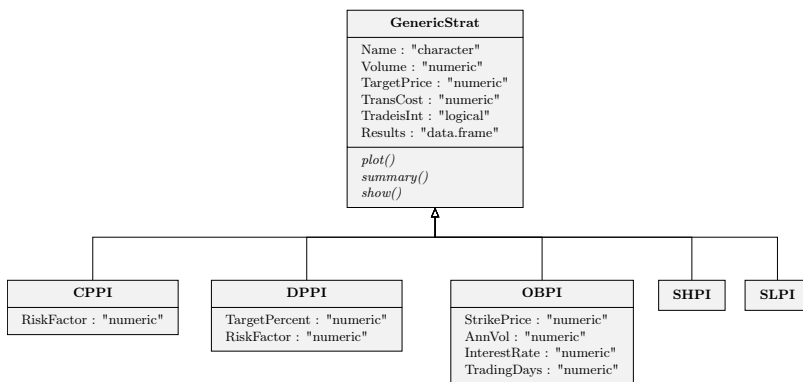 GenericStrat
Name : "character"
Volume : "numeric"
TargetPrice : "numeric"
TransCost : "numeric"
TradeisInt : "logical"
Results : "data.frame"
plot()
summary()
show()
CPPI
RiskFactor : "numeric"
DPPI
TargetPercent : "numeric"
RiskFactor : "numeric"
OBPI
StrikePrice : "numeric"
AnnVol : "numeric"
InterestRate : "numeric"
TradingDays : "numeric"
SHPI
SLPI